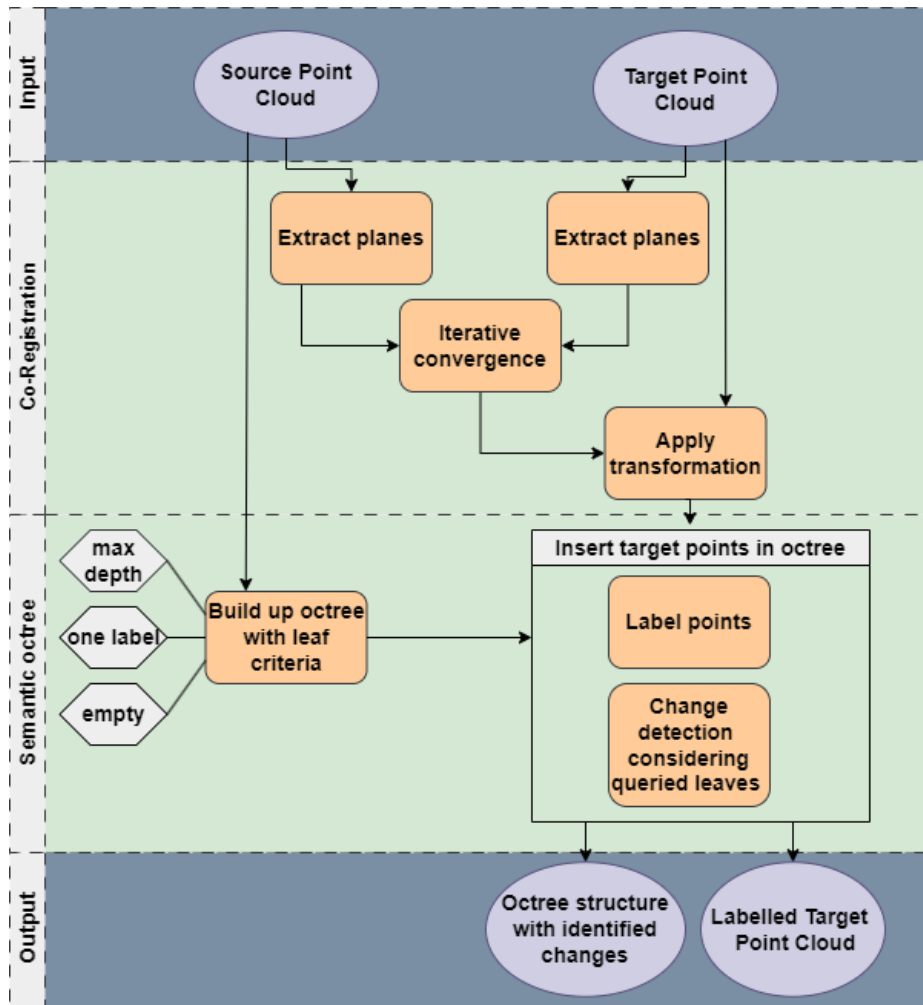 Input
Source Point
Cloud
Target Point
Cloud
Co-Registration
Extract planes
Extract planes
Iterative
convergence
Apply
transformation
Semantic octree
max
depth
one label
empty
Build up octree
with leaf
criteria
Insert target points in octree
Label points
Change
detection
considering
queried leaves
Output
Octree structure
with identified
changes
Labelled Target
Point Cloud